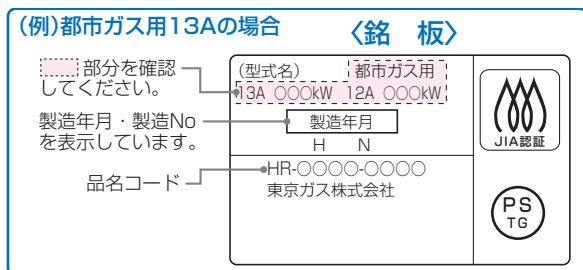 (例)都市ガス用13Aの場合
〈銘 板〉
部分を確認
してください。
製造年月・製造No
を表示しています。
品名コード
(型式名) 都市ガス用
13A ○○○kW 12A ○○○kW
製造年月
H N
HR-○○○○-○○○○
東京ガス株式会社
JIA認証
PS
TG